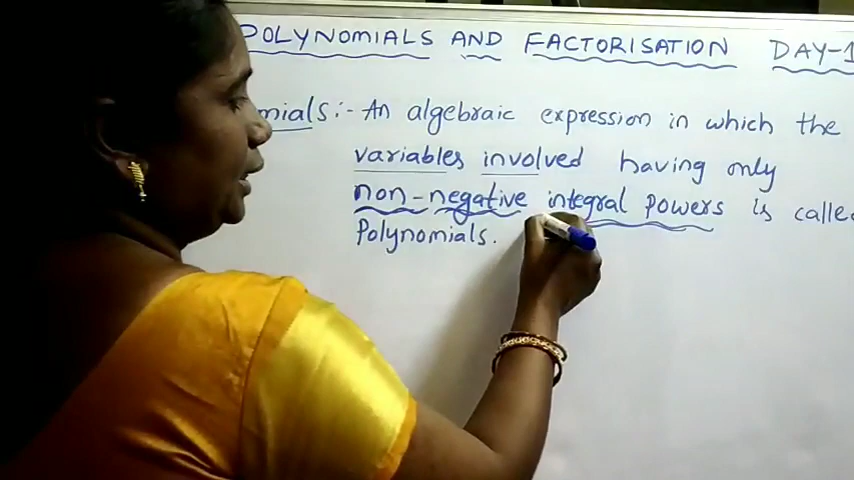 POLYNOMIALS AND FACTORISATION DAY-1
mials :- An algebraic expression in which the
variables involved having only
non-negative integral powers is called
Polynomials.